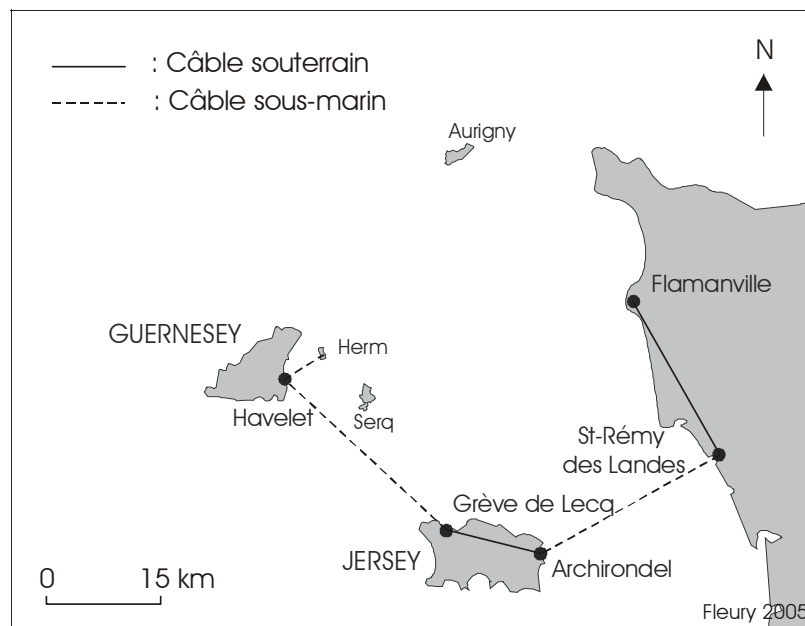 : Câble souterrain
: Câble sous-marin
N
Aurigny
Flamanville
GUERNESEY
Herm
Havelet
Serq
St-Rémy
des Landes
Grève de Lecq
JERSEY
Archirondel
0 15 km
Fleury 2005